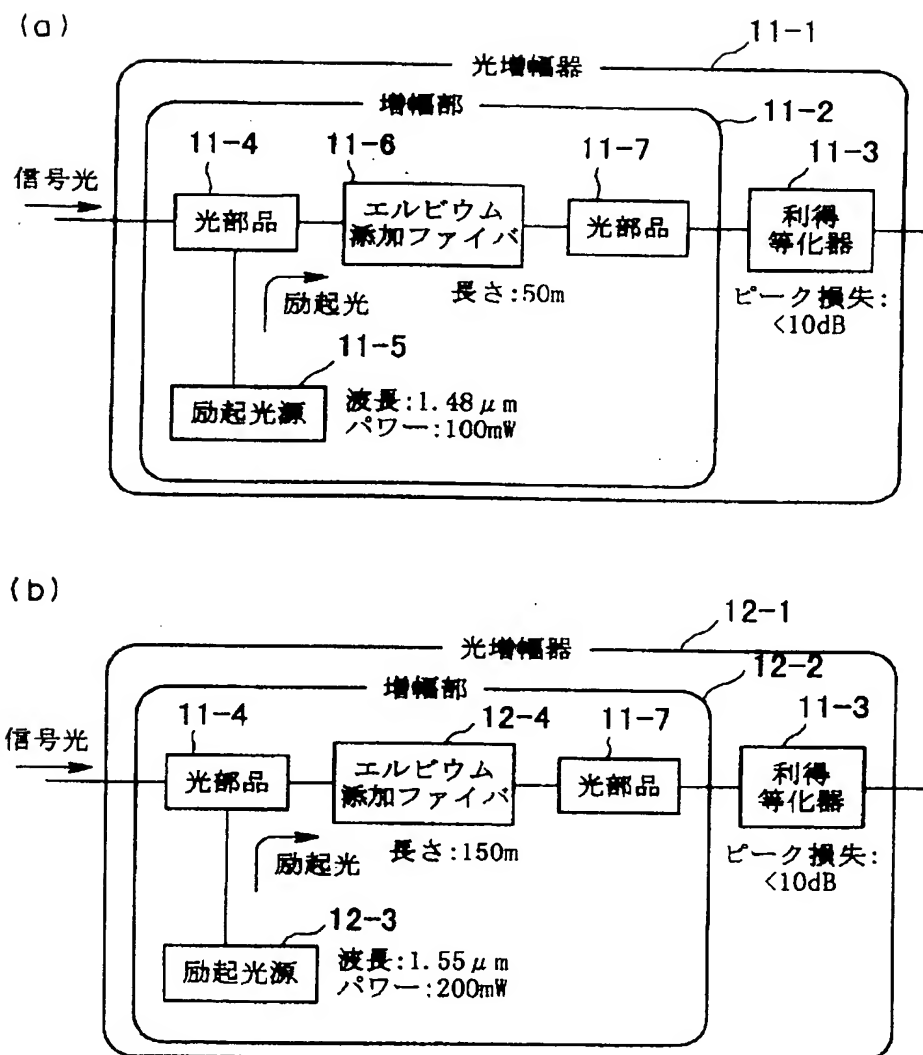 (a)
11-1
光増幅器
増幅部
11-2
11-4
11-6
11-7
11-3
信号光
光部品
エルビウム
添加ファイバ
光部品
利得
等化器
励起光
長さ:50m
ピーク損失:
<10dB
11-5
励起光源
波長:1.48μm
パワー:100mW
(b)
12-1
光増幅器
増幅部
12-2
11-4
12-4
11-7
11-3
信号光
光部品
エルビウム
添加ファイバ
光部品
利得
等化器
励起光
長さ:150m
ピーク損失:
<10dB
12-3
励起光源
波長:1.55μm
パワー:200mW